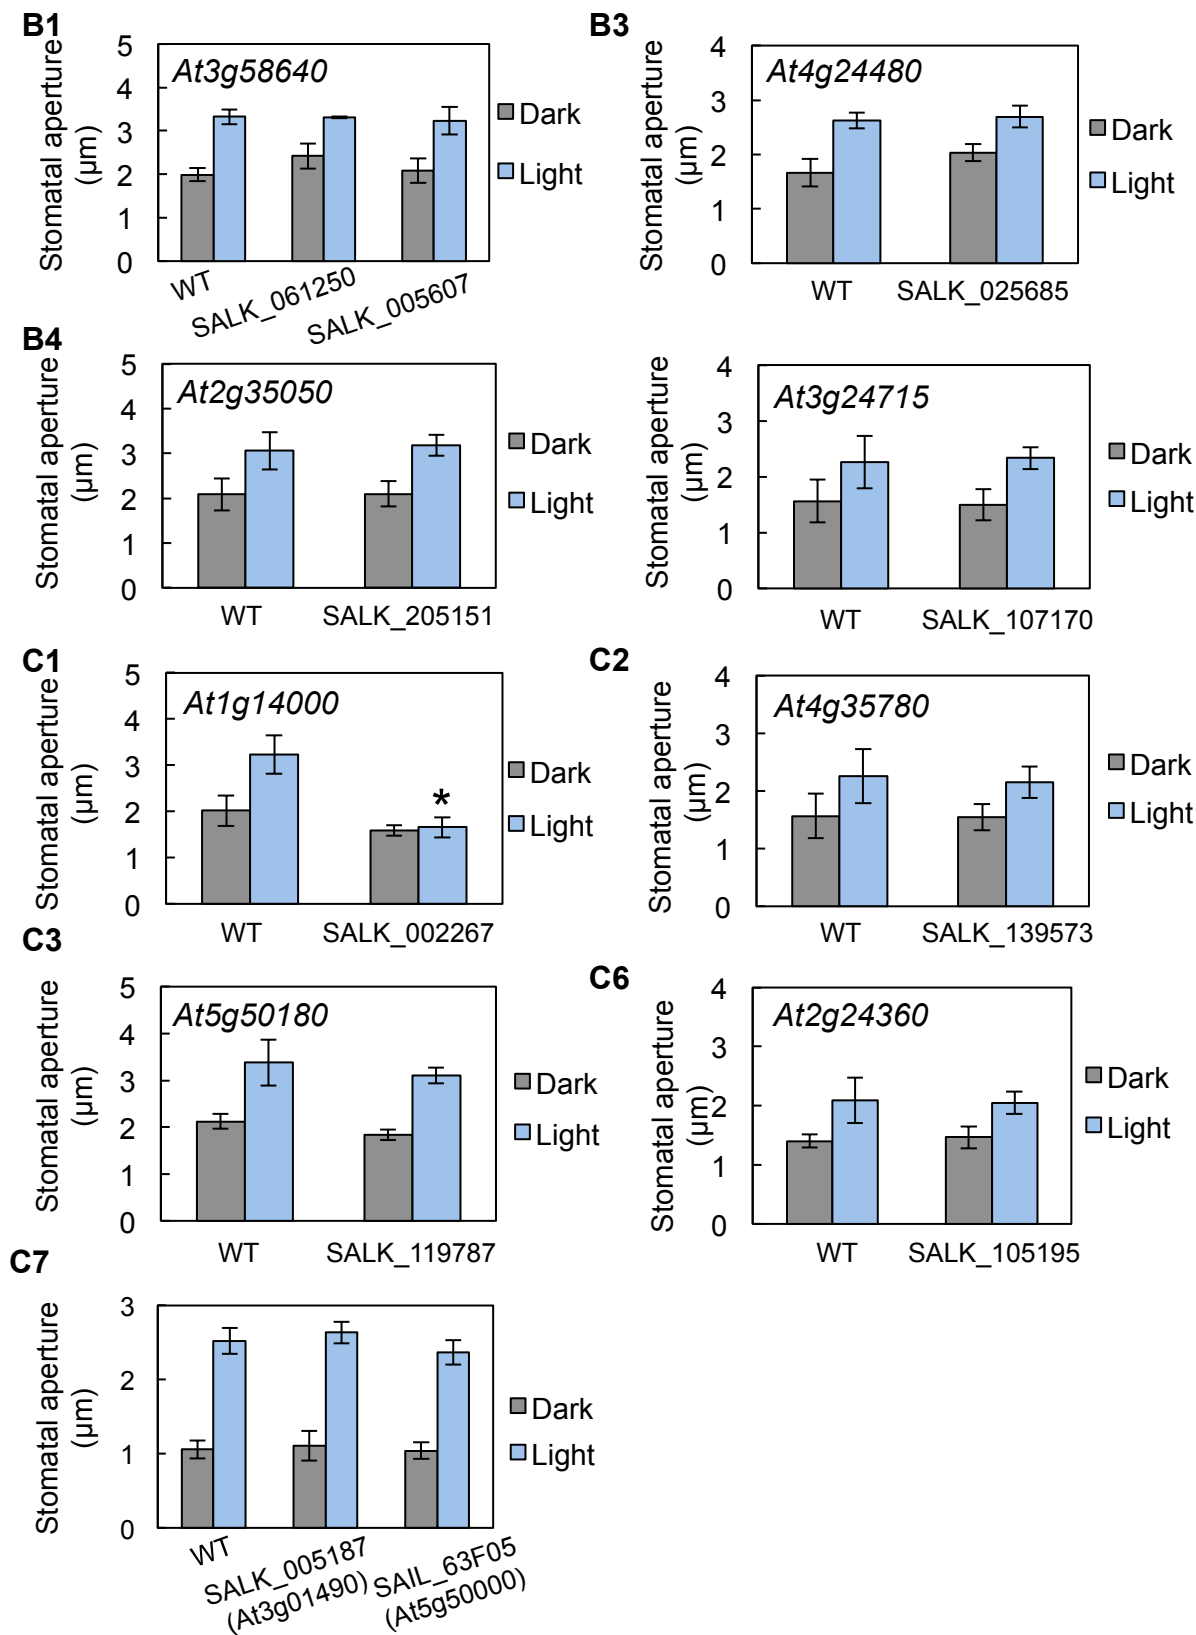 B1
Stomatal aperture
(µm)
5
4
3
2
1
0
At3g58640
Dark
Light
WT
SALK_061250
SALK_005607
B3
Stomatal aperture
(µm)
4
3
2
1
0
At4g24480
Dark
Light
WT
SALK_025685
B4
Stomatal aperture
(µm)
5
4
3
2
1
0
At2g35050
Dark
Light
WT
SALK_205151
Stomatal aperture
(µm)
4
3
2
1
0
At3g24715
Dark
Light
WT
SALK_107170
C1
Stomatal aperture
(µm)
5
4
3
2
1
0
At1g14000
*
Dark
Light
WT
SALK_002267
C2
Stomatal aperture
(µm)
4
3
2
1
0
At4g35780
Dark
Light
WT
SALK_139573
C3
Stomatal aperture
(µm)
5
4
3
2
1
0
At5g50180
Dark
Light
WT
SALK_119787
C6
Stomatal aperture
(µm)
4
3
2
1
0
At2g24360
Dark
Light
WT
SALK_105195
C7
Stomatal aperture
(µm)
3
2
1
0
Dark
Light
WT
SALK_005187
(At3g01490)
SAIL_63F05
(At5g50000)